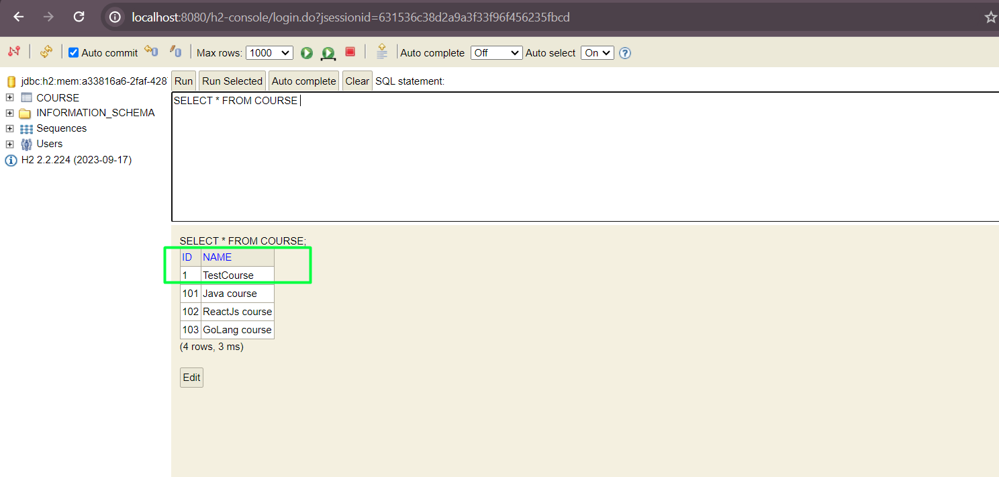 localhost:8080/h2-console/login.do?jsessionid=631536c38d2a9a3f33f96f456235fbcd
Auto commit Max rows: 1000 Auto complete Off Auto select On ?
jdbc:h2:mem:a33816a6-2faf-428
COURSE
INFORMATION_SCHEMA
Sequences
Users
H2 2.2.224 (2023-09-17)
Run Run Selected Auto complete Clear SQL statement:
SELECT * FROM COURSE
SELECT * FROM COURSE;
ID NAME
1 TestCourse
101 Java course
102 ReactJs course
103 GoLang course
(4 rows, 3 ms)
Edit